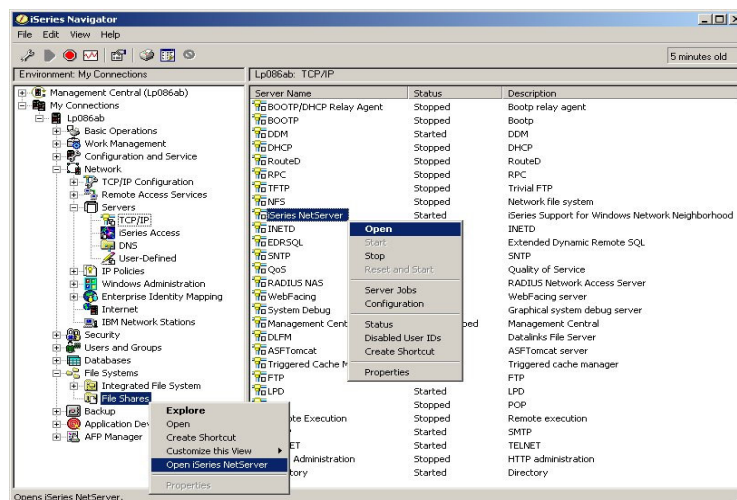 iSeries Navigator
File Edit View Help
5 minutes old
Environment: My Connections
Lp086ab: TCP/IP
Management Central (Lp086ab)
My Connections
Lp086ab
Basic Operations
Work Management
Configuration and Service
Network
TCP/IP Configuration
Remote Access Services
Servers
TCP/IP
iSeries Access
DNS
User-Defined
IP Policies
Windows Administration
Enterprise Identity Mapping
Internet
IBM Network Stations
Security
Users and Groups
Databases
File Systems
Integrated File System
File Shares
Backup
Application Dev
AFP Manager
Explore
Open
Create Shortcut
Customize this View
Open iSeries NetServer
Properties
Server Name Status Description
BOOTP/DHCP Relay Agent Stopped Bootp relay agent
BOOTP Stopped Bootp
DDM Started DDM
DHCP Stopped DHCP
RouteD Stopped RouteD
RPC Stopped RPC
TFTP Stopped Trivial FTP
NFS Stopped Network file system
iSeries NetServer Started iSeries Support for Windows Network Neighborhood
INETD INETD
EDRSQL Extended Dynamic Remote SQL
SNTP SNTP
QoS Quality of Service
RADIUS NAS RADIUS Network Access Server
WebFacing WebFacing server
System Debug Graphical system debug server
Management Cent ped Management Central
DLFM Datalinks File Server
ASFTomcat ASFTomcat server
Triggered Cache M Triggered cache manager
FTP FTP
LPD Started LPD
Stopped POP
ote Execution Stopped Remote execution
Started SMTP
ET Started TELNET
Administration Stopped HTTP administration
tory Started Directory
Open
Start
Stop
Reset and Start
Server Jobs
Configuration
Status
Disabled User IDs
Create Shortcut
Properties
Opens iSeries NetServer.